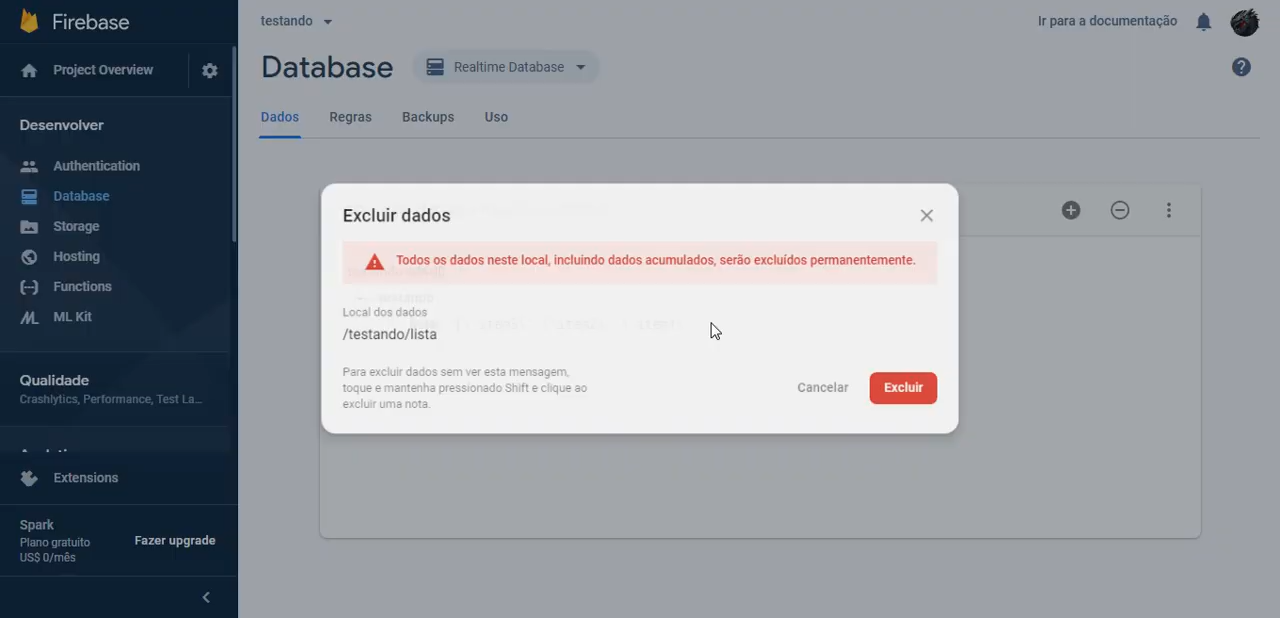 Firebase
testando
Ir para a documentação
Project Overview
Database
Realtime Database
Desenvolver
Dados
Regras
Backups
Uso
Authentication
Database
Storage
Hosting
Functions
ML Kit
Excluir dados
Todos os dados neste local, incluindo dados acumulados, serão excluídos permanentemente.
testando
Local dos dados
/testando/lista
Para excluir dados sem ver esta mensagem,
toque e mantenha pressionado Shift e clique ao
excluir uma nota.
Cancelar
Excluir
Qualidade
Crashlytics, Performance, Test La...
Extensions
Spark
Plano gratuito
US$ 0/mês
Fazer upgrade